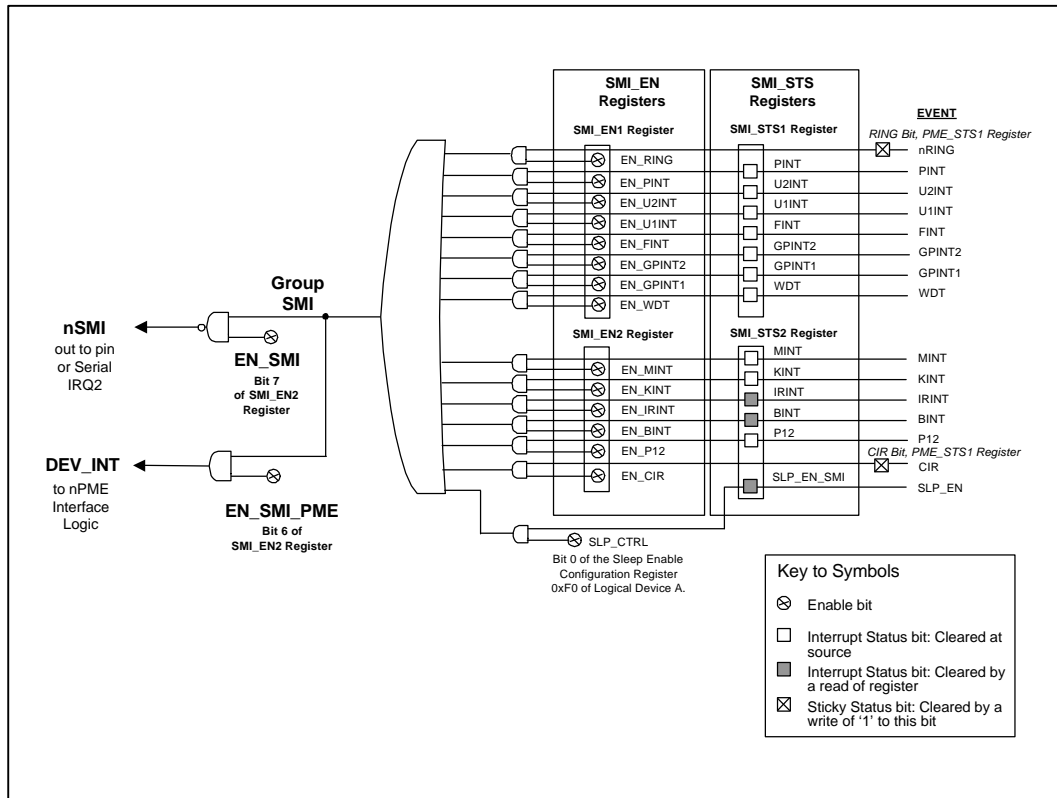 SMI_EN
Registers
SMI_STS
Registers
EVENT
SMI_EN1 Register
SMI_STS1 Register
RING Bit, PME_STS1 Register
nRING
EN_RING
PINT
PINT
EN_PINT
U2INT
U2INT
EN_U2INT
U1INT
U1INT
EN_U1INT
FINT
FINT
EN_FINT
GPINT2
GPINT2
EN_GPINT2
GPINT1
GPINT1
EN_GPINT1
WDT
WDT
EN_WDT
Group
SMI
nSMI
out to pin
or Serial
IRQ2
EN_SMI
Bit 7
of SMI_EN2
Register
SMI_EN2 Register
SMI_STS2 Register
MINT
MINT
EN_MINT
KINT
KINT
EN_KINT
IRINT
IRINT
EN_IRINT
BINT
BINT
EN_BINT
P12
P12
EN_P12
CIR Bit, PME_STS1 Register
CIR
EN_CIR
SLP_EN_SMI
SLP_EN
DEV_INT
to nPME
Interface
Logic
EN_SMI_PME
Bit 6 of
SMI_EN2 Register
SLP_CTRL
Bit 0 of the Sleep Enable
Configuration Register
0xF0 of Logical Device A.
Key to Symbols
Enable bit
Interrupt Status bit: Cleared at
source
Interrupt Status bit: Cleared by
a read of register
Sticky Status bit: Cleared by a
write of ‘1’ to this bit